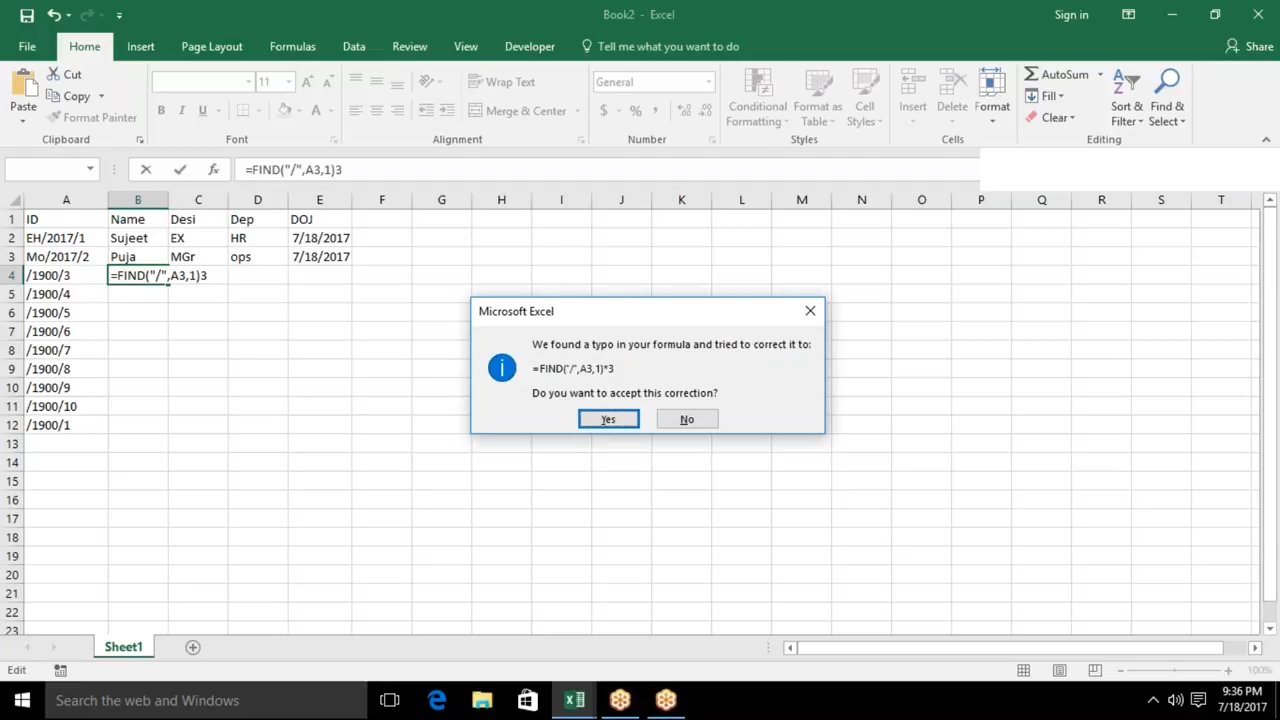 Book2 - Excel
Sign in
File Home Insert Page Layout Formulas Data Review View Developer Tell me what you want to do Share
Paste
Cut
Copy
Format Painter
Clipboard
11
B I U
Font
Wrap Text
Merge & Center
Alignment
General
$ % ,
Number
Conditional Formatting
Format as Table
Cell Styles
Styles
Insert
Delete
Format
Cells
AutoSum
Fill
Clear
Sort & Filter
Find & Select
Editing
fx =FIND("/",A3,1)3
A B C D E F G H I J K L M N O P Q R S T
1 ID Name Desi Dep DOJ
2 EH/2017/1 Sujeet EX HR 7/18/2017
3 Mo/2017/2 Puja MGr ops 7/18/2017
4 /1900/3 =FIND("/",A3,1)3
5 /1900/4
6 /1900/5
7 /1900/6
8 /1900/7
9 /1900/8
10 /1900/9
11 /1900/10
12 /1900/1
13
14
15
16
17
18
19
20
21
22
23
Microsoft Excel
We found a typo in your formula and tried to correct it to:
=FIND("/",A3,1)*3
Do you want to accept this correction?
Yes No
Sheet1
Edit
100%
Search the web and Windows
9:36 PM
7/18/2017